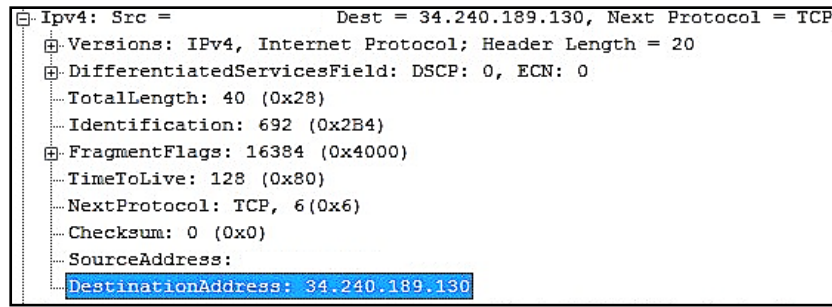 Ipv4: Src = Dest = 34.240.189.130, Next Protocol = TCP
Versions: IPv4, Internet Protocol; Header Length = 20
DifferentiatedServicesField: DSCP: 0, ECN: 0
TotalLength: 40 (0x28)
Identification: 692 (0x2B4)
FragmentFlags: 16384 (0x4000)
TimeToLive: 128 (0x80)
NextProtocol: TCP, 6(0x6)
Checksum: 0 (0x0)
SourceAddress:
DestinationAddress: 34.240.189.130